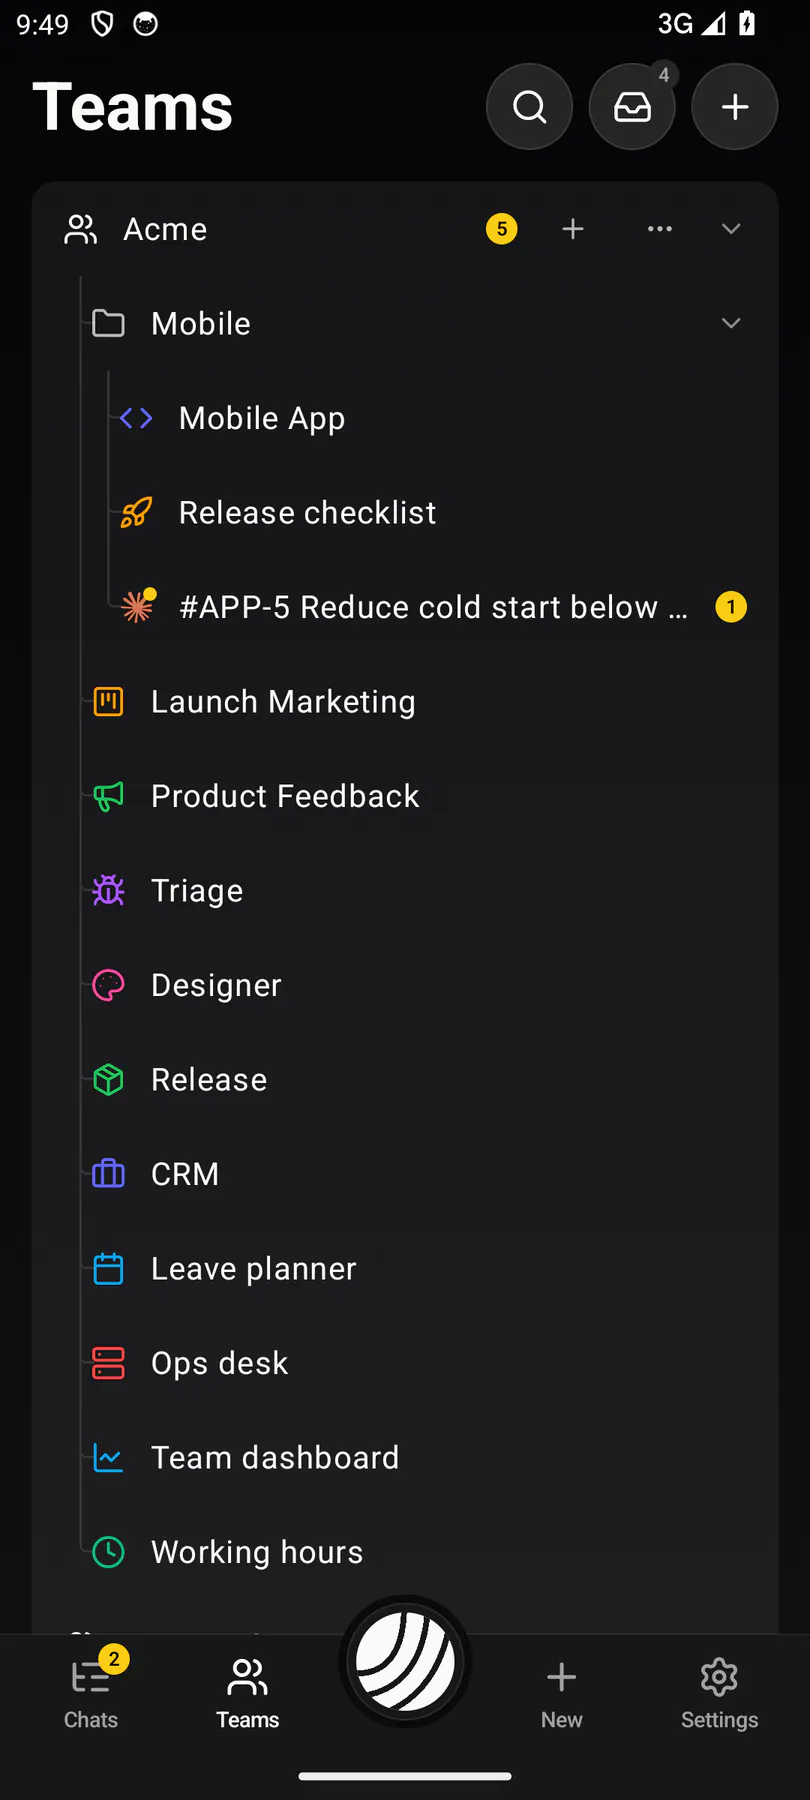 9:49
3G
Teams
4
Acme
5
Mobile
Mobile App
Release checklist
#APP-5 Reduce cold start below ...
1
Launch Marketing
Product Feedback
Triage
Designer
Release
CRM
Leave planner
Ops desk
Team dashboard
Working hours
2
Chats
Teams
New
Settings